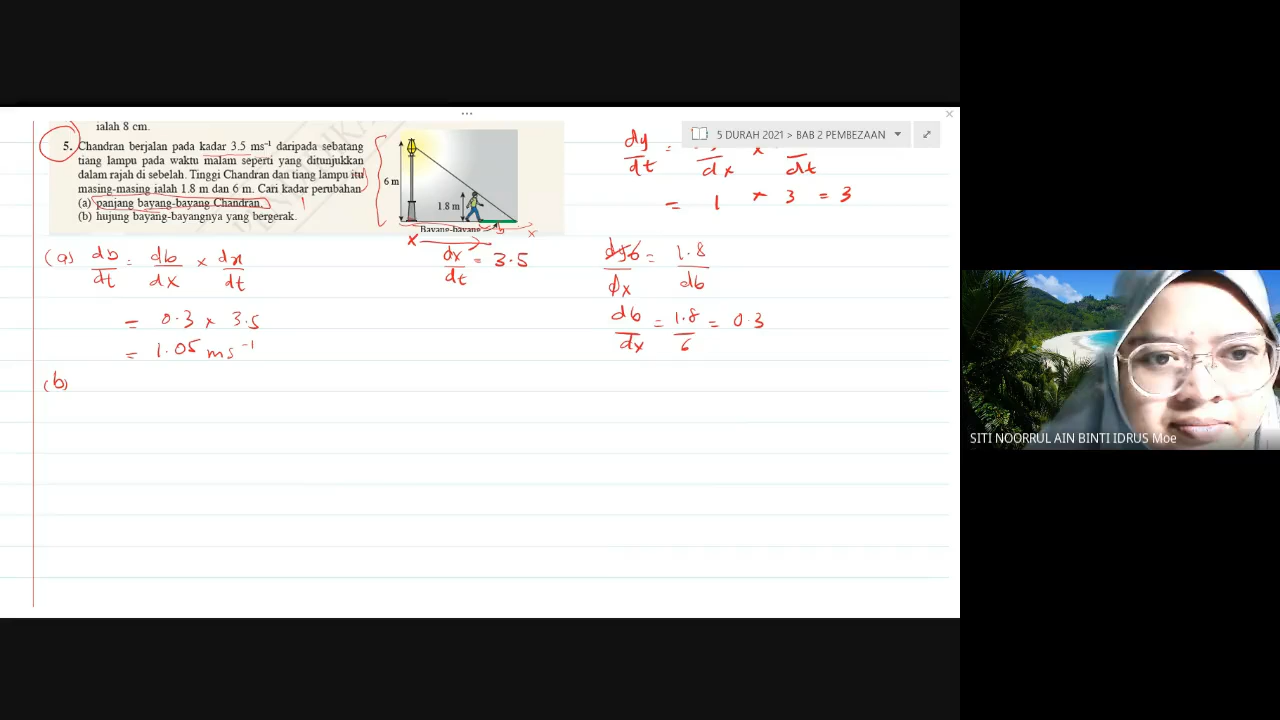 ialah 8 cm.
5. Chandran berjalan pada kadar 3.5 ms⁻¹ daripada sebatang
tiang lampu pada waktu malam seperti yang ditunjukkan
dalam rajah di sebelah. Tinggi Chandran dan tiang lampu itu
masing-masing ialah 1.8 m dan 6 m. Cari kadar perubahan
(a) panjang bayang-bayang Chandran.
(b) hujung bayang-bayangnya yang bergerak.
6 m
1.8 m
Bayang-bayang
b
x
x
5 DURAH 2021 > BAB 2 PEMBEZAAN
dy/dt = /dx × /dt
= 1 × 3 = 3
(a) db/dt = db/dx × dx/dt
= 0.3 × 3.5
= 1.05 ms⁻¹
(b)
dx/dt = 3.5
/dx = 1.8/db
db/dx = 1.8/6 = 0.3
SITI NOORRUL AIN BINTI IDRUS Moe